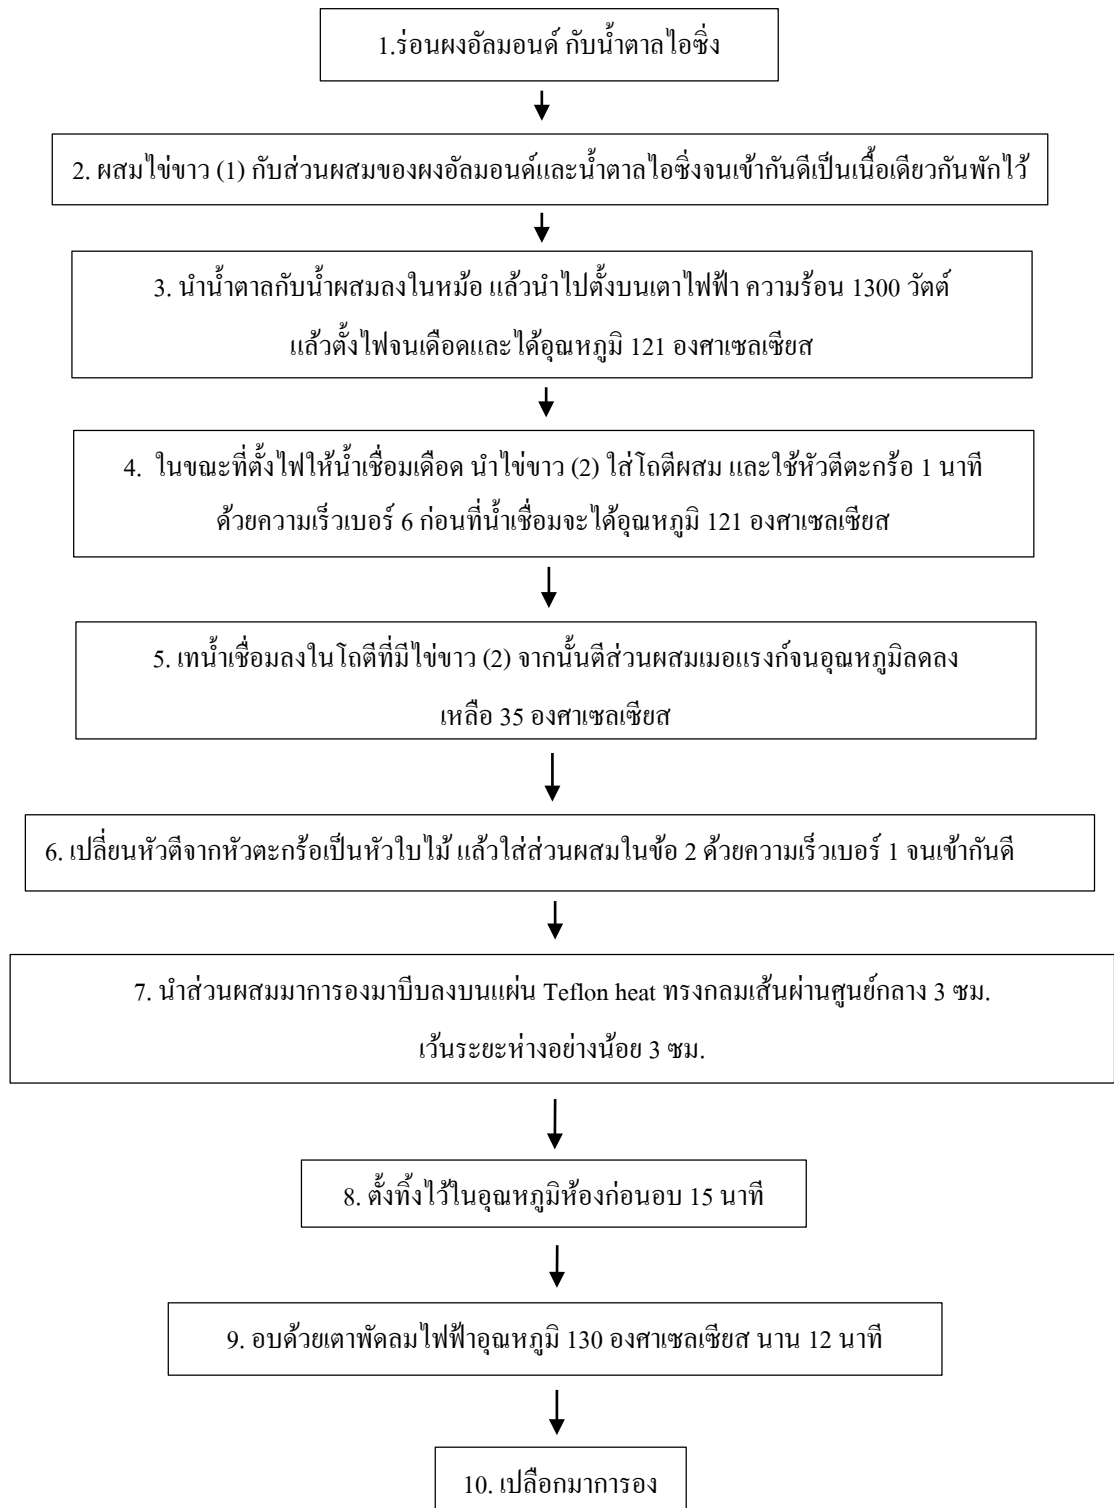 1.ร่อนผงอัลมอนด์ กับน้ำตาลไอซิ่ง
2. ผสมไข่ขาว (1) กับส่วนผสมของผงอัลมอนด์และน้ำตาลไอซิ่งจนเข้ากันดีเป็นเนื้อเดียวกันพักไว้
3. นำน้ำตาลกับน้ำผสมลงในหม้อ แล้วนำไปตั้งบนเตาไฟฟ้า ความร้อน 1300 วัตต์
แล้วตั้งไฟจนเดือดและได้อุณหภูมิ 121 องศาเซลเซียส
4. ในขณะที่ตั้งไฟให้น้ำเชื่อมเดือด นำไข่ขาว (2) ใส่โถตีผสม และใช้หัวตีตะกร้อ 1 นาที
ด้วยความเร็วเบอร์ 6 ก่อนที่น้ำเชื่อมจะได้อุณหภูมิ 121 องศาเซลเซียส
5. เทน้ำเชื่อมลงในโถตีที่มีไข่ขาว (2) จากนั้นตีส่วนผสมเมอแรงก์จนอุณหภูมิลดลง
เหลือ 35 องศาเซลเซียส
6. เปลี่ยนหัวตีจากหัวตะกร้อเป็นหัวใบไม้ แล้วใส่ส่วนผสมในข้อ 2 ด้วยความเร็วเบอร์ 1 จนเข้ากันดี
7. นำส่วนผสมมาการองมาบีบลงบนแผ่น Teflon heat ทรงกลมเส้นผ่านศูนย์กลาง 3 ซม.
เว้นระยะห่างอย่างน้อย 3 ซม.
8. ตั้งทิ้งไว้ในอุณหภูมิห้องก่อนอบ 15 นาที
9. อบด้วยเตาพัดลมไฟฟ้าอุณหภูมิ 130 องศาเซลเซียส นาน 12 นาที
10. เปลือกมาการอง